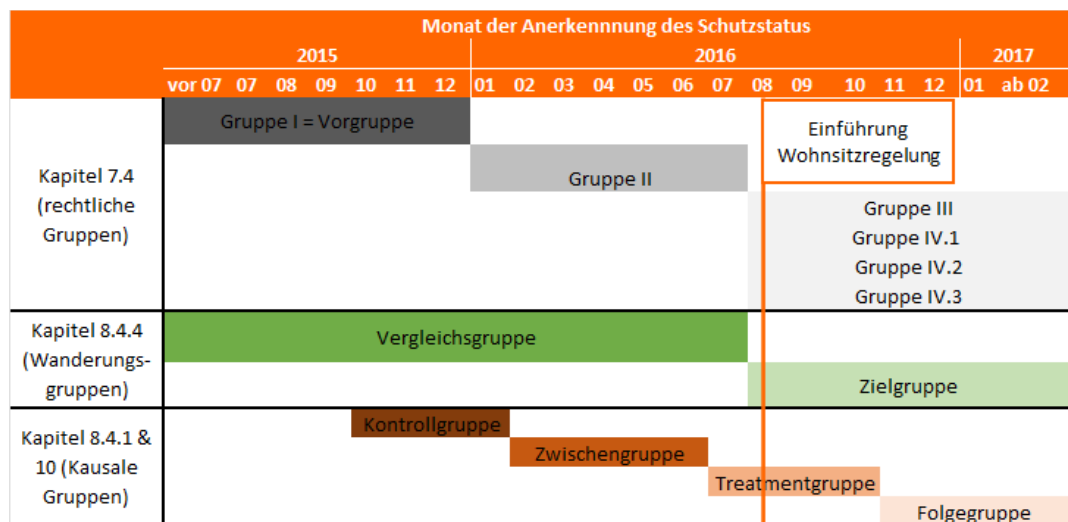 Monat der Anerkennnung des Schutzstatus
2015 2016 2017
vor 07 07 08 09 10 11 12 01 02 03 04 05 06 07 08 09 10 11 12 01 ab 02
Gruppe I = Vorgruppe
Einführung
Wohnsitzregelung
Gruppe II
Kapitel 7.4
(rechtliche
Gruppen)
Gruppe III
Gruppe IV.1
Gruppe IV.2
Gruppe IV.3
Kapitel 8.4.4
(Wanderungs-
gruppen)
Vergleichsgruppe
Zielgruppe
Kapitel 8.4.1 &
10 (Kausale
Gruppen)
Kontrollgruppe
Zwischengruppe
Treatmentgruppe
Folgegruppe